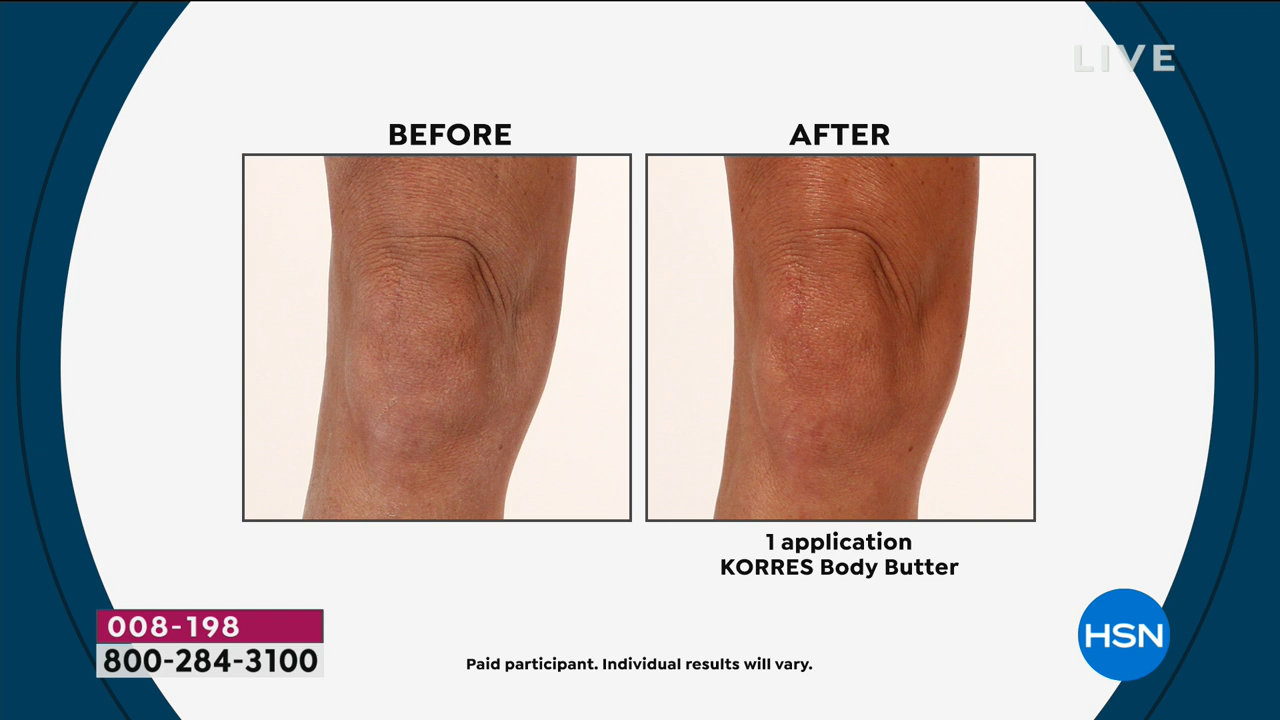 LIVE
BEFORE
AFTER
1 application
KORRES Body Butter
008-198
800-284-3100
Paid participant. Individual results will vary.
HSN